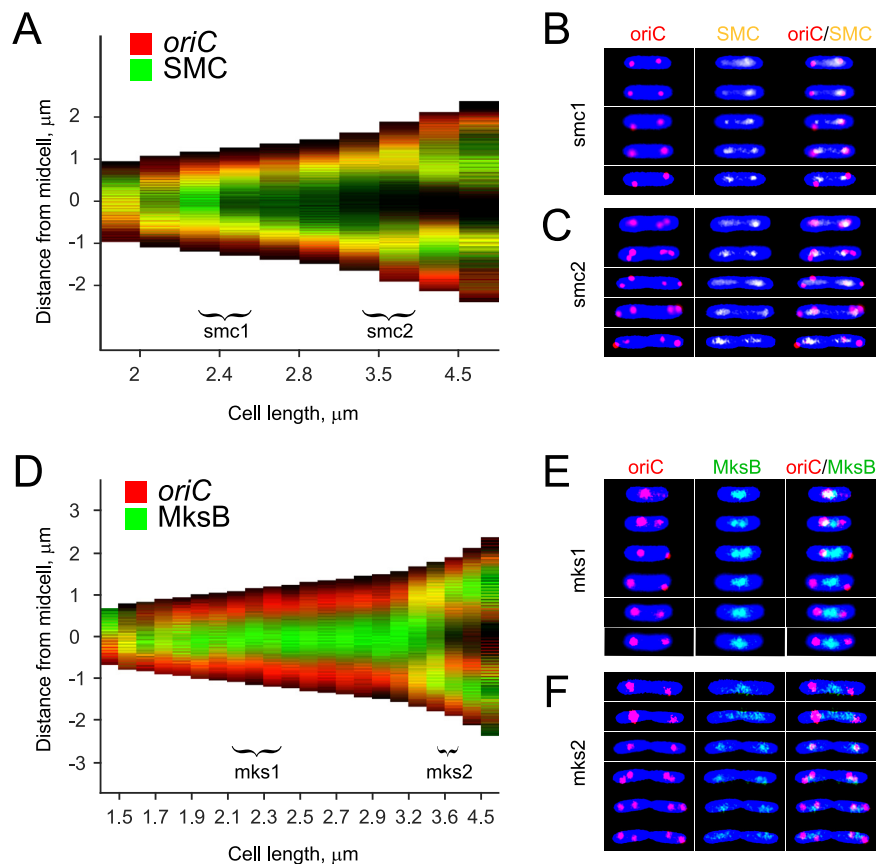 A
oriC
SMC
Distance from midcell, μm
2
1
0
-1
-2
smc1
smc2
2
2.4
2.8
3.5
4.5
Cell length, μm
B
oriC
SMC
oriC/SMC
smc1
C
smc2
D
oriC
MksB
Distance from midcell, μm
3
2
1
0
-1
-2
-3
mks1
mks2
1.5
1.7
1.9
2.1
2.3
2.5
2.7
2.9
3.2
3.6
4.5
Cell length, μm
E
oriC
MksB
oriC/MksB
mks1
F
mks2